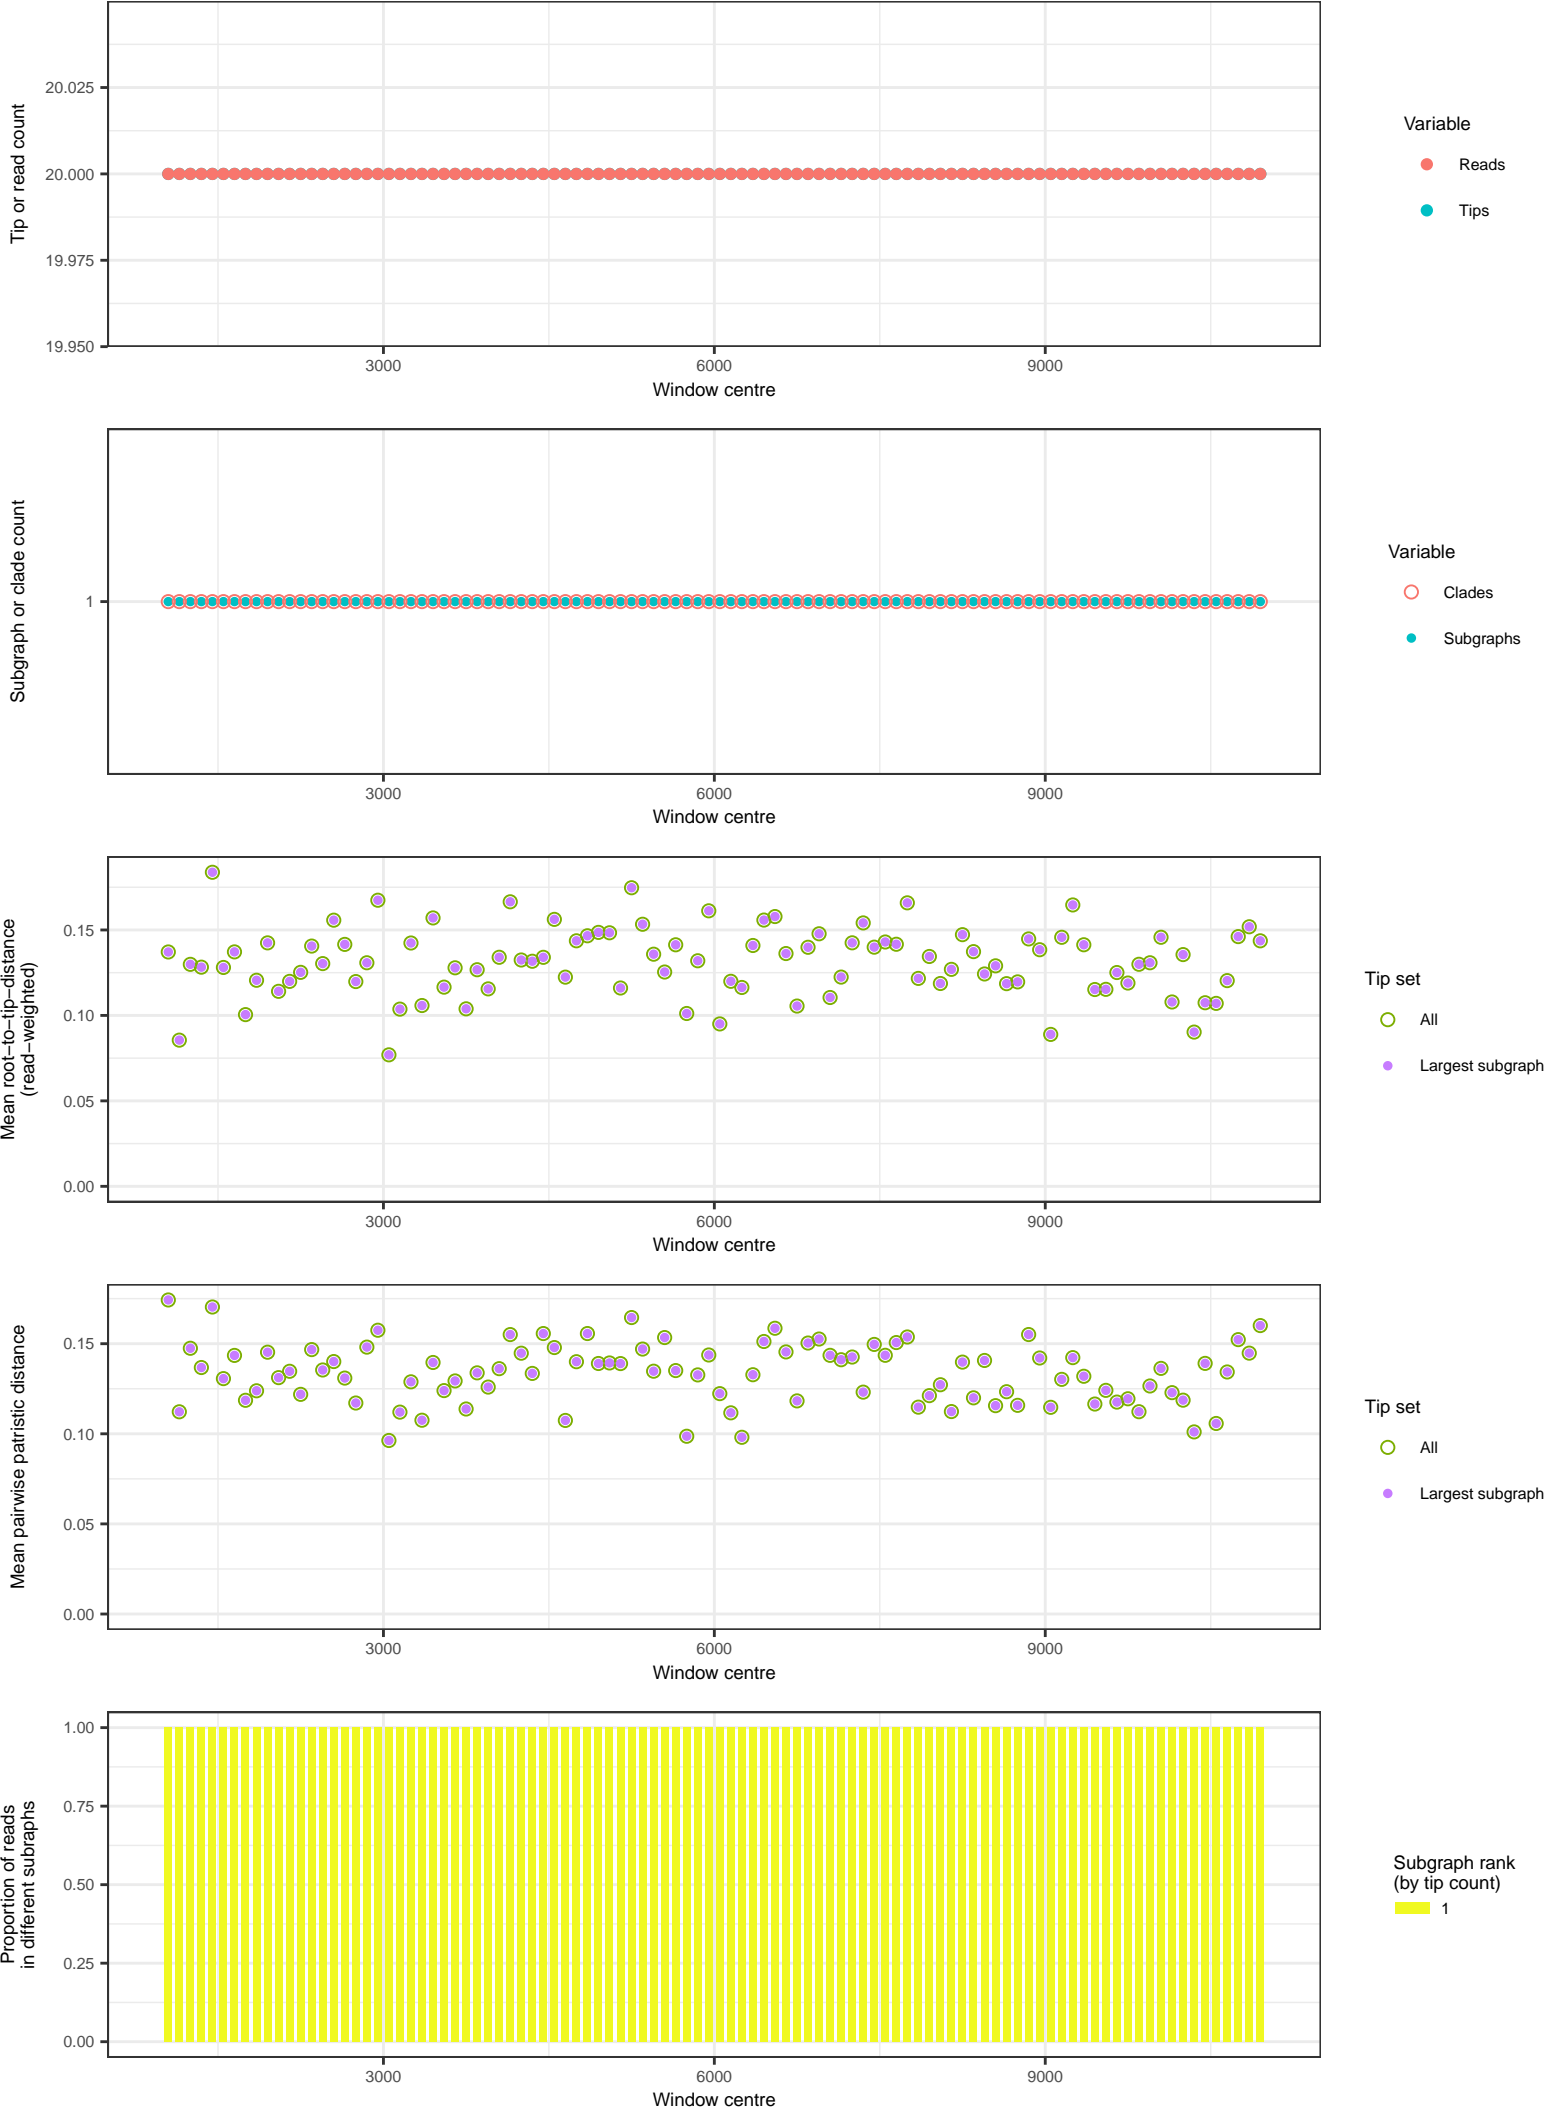 20.025
20.000
19.975
19.950
Tip or read count
3000 6000 9000
Window centre
Variable
Reads
Tips
1
Subgraph or clade count
3000 6000 9000
Window centre
Variable
Clades
Subgraphs
0.15
0.10
0.05
0.00
Mean root−to−tip−distance
(read−weighted)
3000 6000 9000
Window centre
Tip set
All
Largest subgraph
0.15
0.10
0.05
0.00
Mean pairwise patristic distance
3000 6000 9000
Window centre
Tip set
All
Largest subgraph
1.00
0.75
0.50
0.25
0.00
Proportion of reads
in different subraphs
3000 6000 9000
Window centre
Subgraph rank
(by tip count)
1